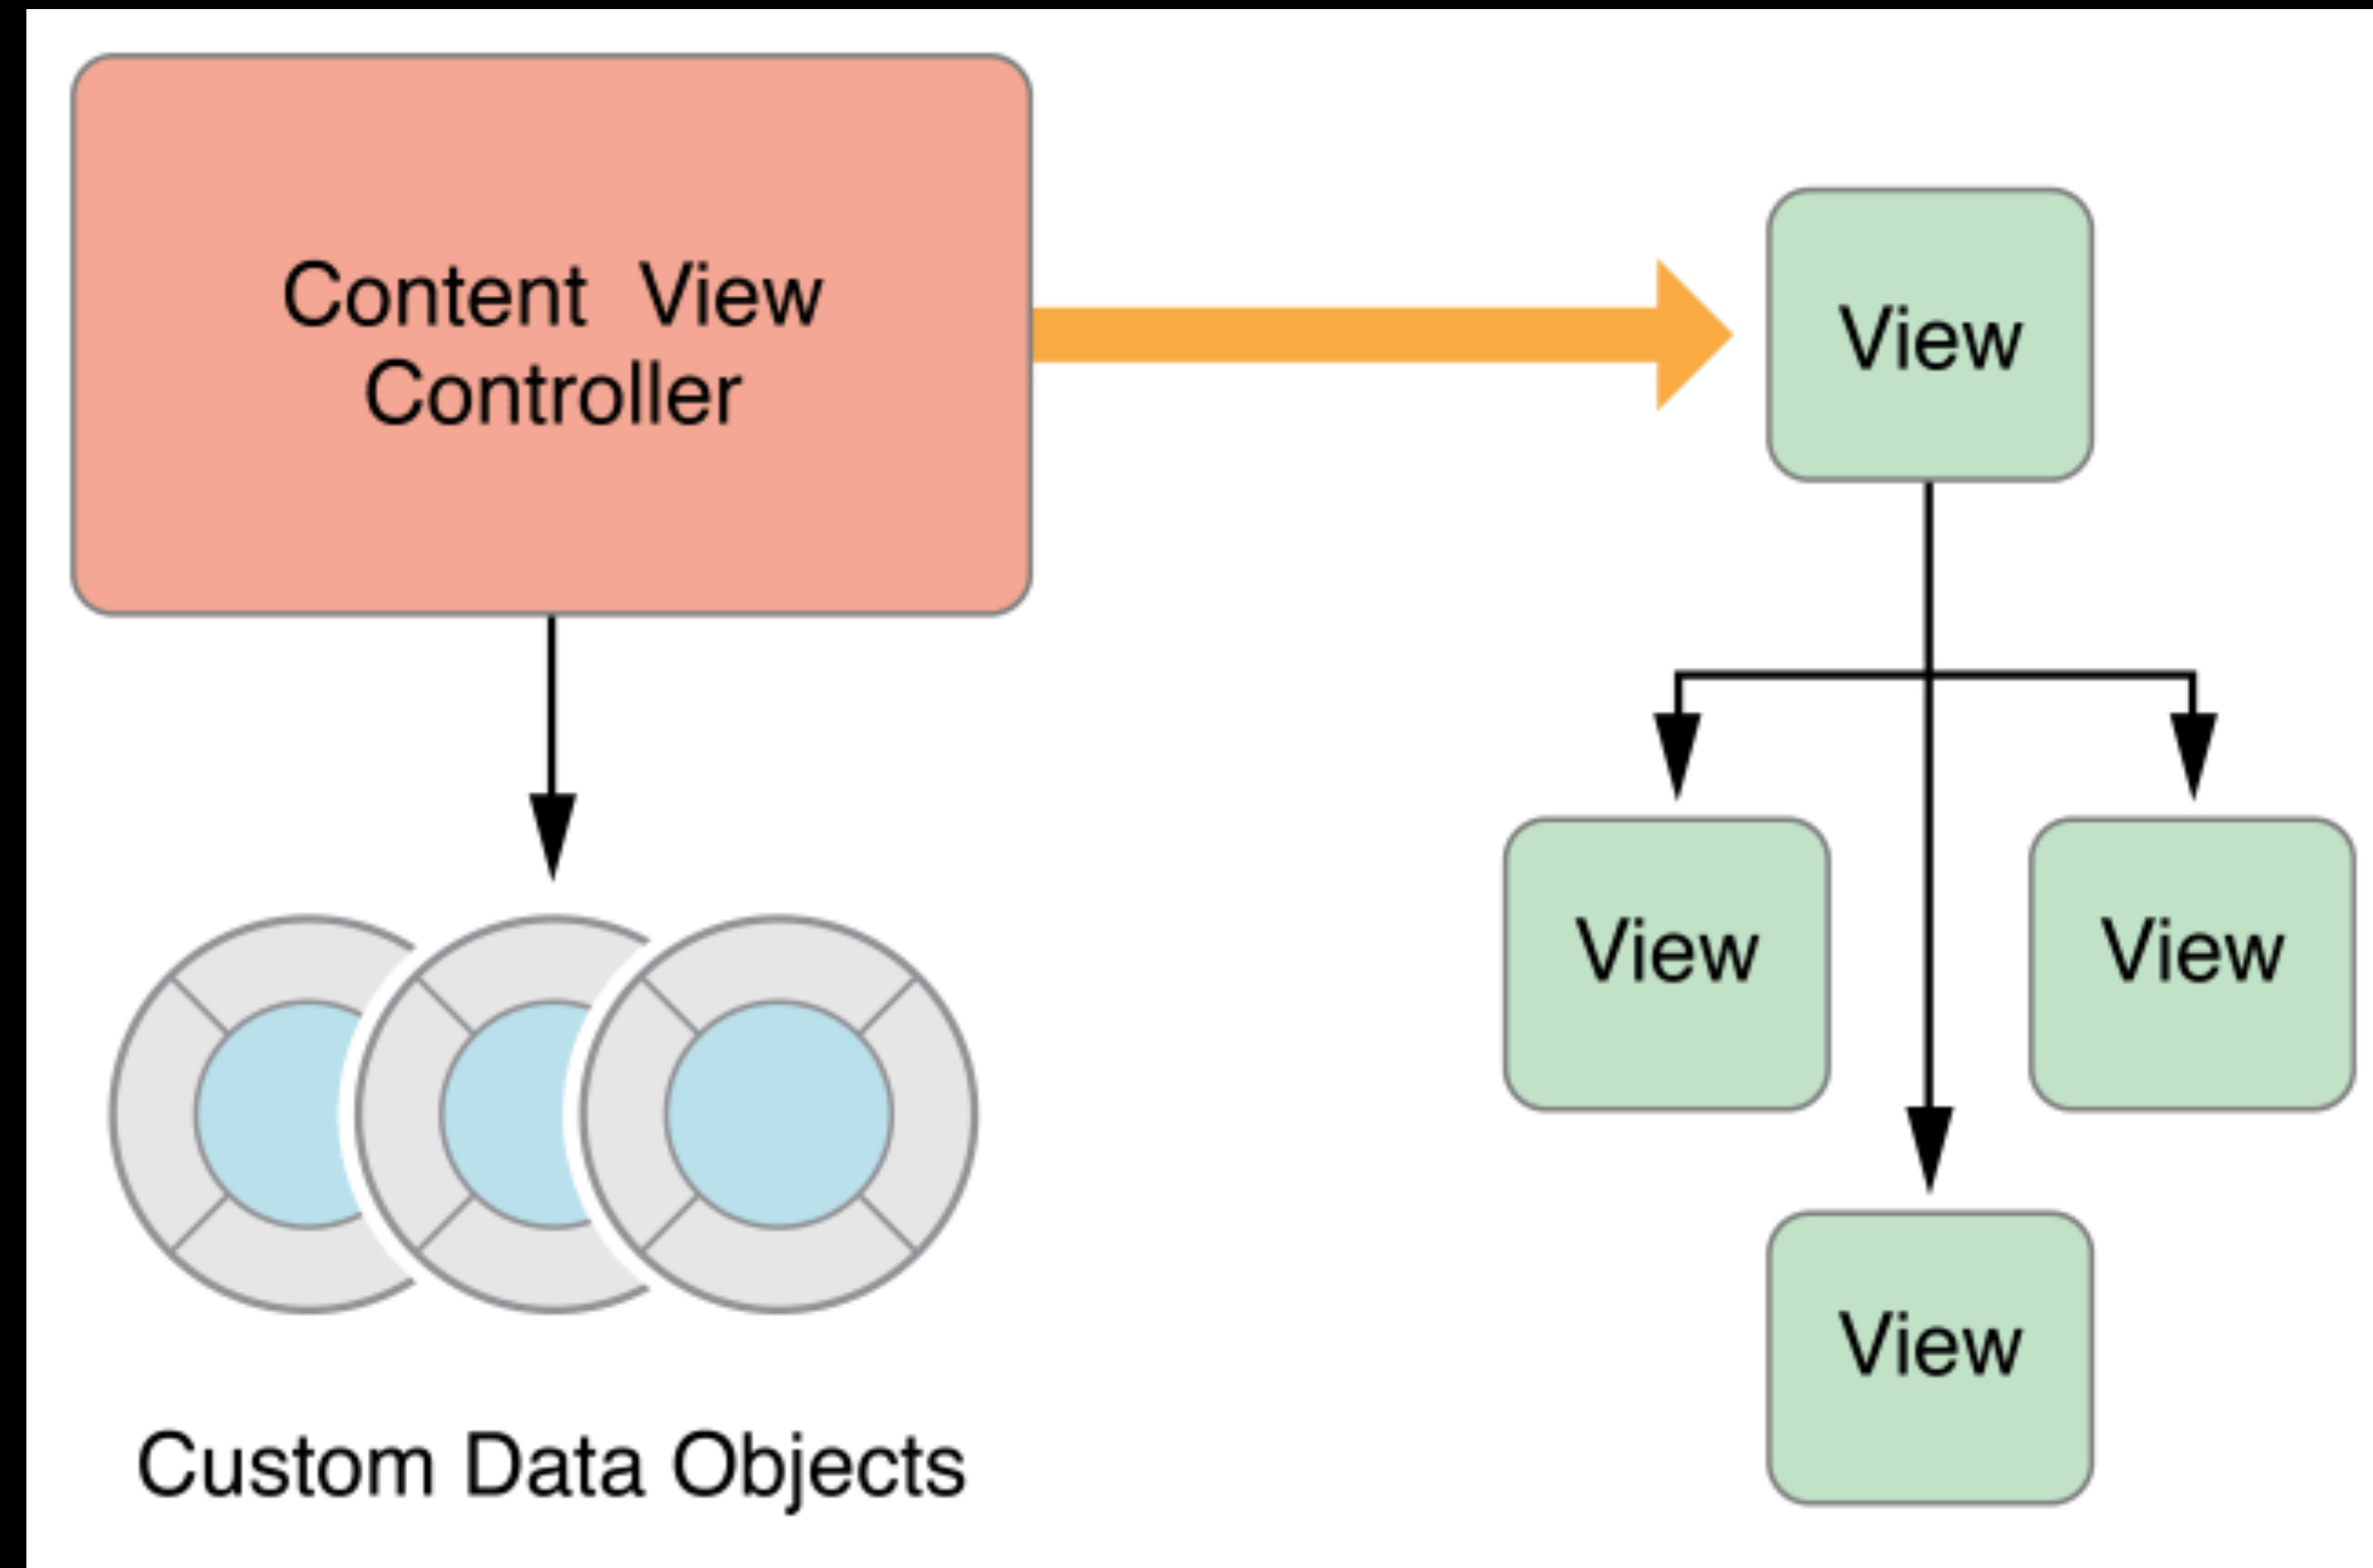 Content View
Controller
View
View
View
View
Custom Data Objects